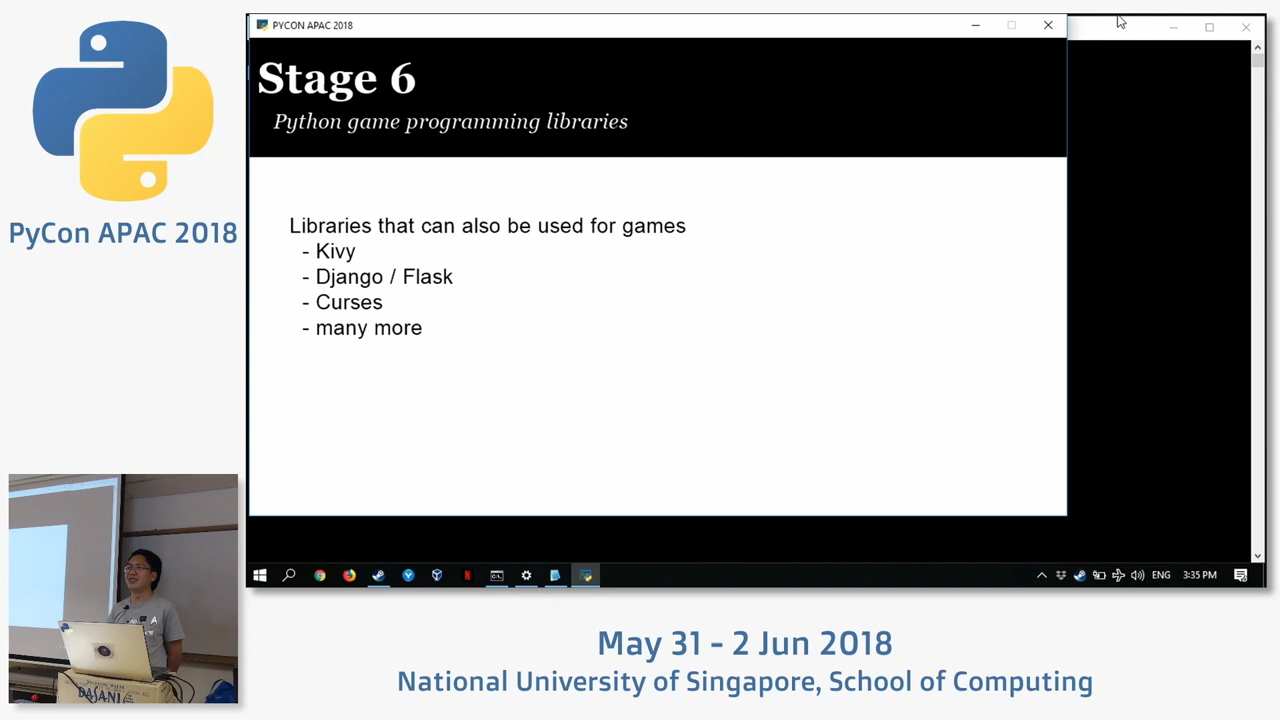 PyCon APAC 2018
PYCON APAC 2018
Stage 6
Python game programming libraries
Libraries that can also be used for games
- Kivy
- Django / Flask
- Curses
- many more
ENG
3:35 PM
DASANI
May 31 - 2 Jun 2018
National University of Singapore, School of Computing